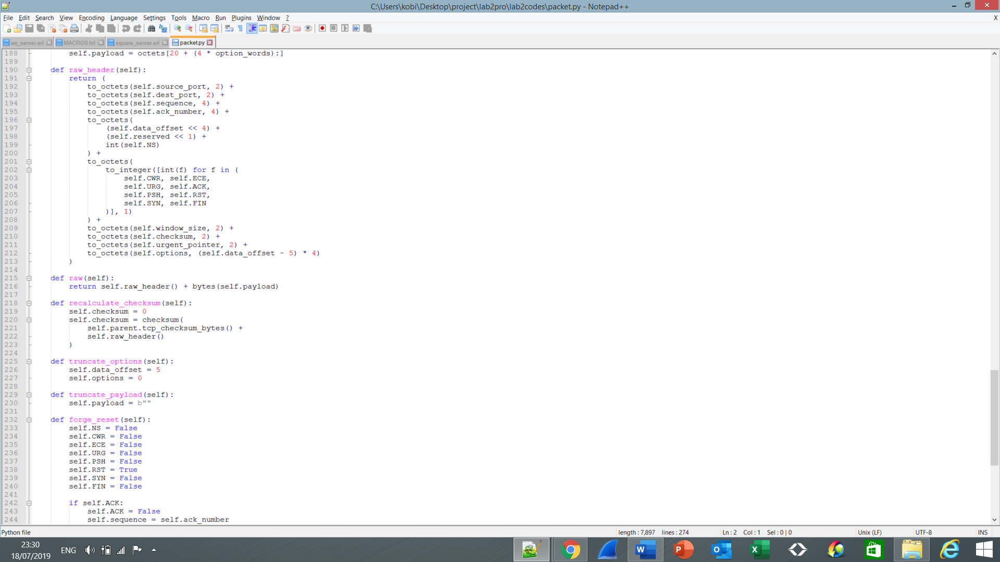 C:\Users\kobi\Desktop\project\lab2pro\lab2codes\packet.py - Notepad++
File Edit Search View Encoding Language Settings Tools Macro Run Plugins Window ? X
wx_server.erl MACROS.hrl square_server.erl packet.py
188 self.payload = octets[20 + (4 * option_words):]
189
190 def raw_header(self):
191 return (
192 to_octets(self.source_port, 2) +
193 to_octets(self.dest_port, 2) +
194 to_octets(self.sequence, 4) +
195 to_octets(self.ack_number, 4) +
196 to_octets(
197 (self.data_offset << 4) +
198 (self.reserved << 1) +
199 int(self.NS)
200 ) +
201 to_octets(
202 to_integer([int(f) for f in (
203 self.CWR, self.ECE,
204 self.URG, self.ACK,
205 self.PSH, self.RST,
206 self.SYN, self.FIN
207 )], 1)
208 ) +
209 to_octets(self.window_size, 2) +
210 to_octets(self.checksum, 2) +
211 to_octets(self.urgent_pointer, 2) +
212 to_octets(self.options, (self.data_offset - 5) * 4)
213 )
214
215 def raw(self):
216 return self.raw_header() + bytes(self.payload)
217
218 def recalculate_checksum(self):
219 self.checksum = 0
220 self.checksum = checksum(
221 self.parent.tcp_checksum_bytes() +
222 self.raw_header()
223 )
224
225 def truncate_options(self):
226 self.data_offset = 5
227 self.options = 0
228
229 def truncate_payload(self):
230 self.payload = b""
231
232 def forge_reset(self):
233 self.NS = False
234 self.CWR = False
235 self.ECE = False
236 self.URG = False
237 self.PSH = False
238 self.RST = True
239 self.SYN = False
240 self.FIN = False
241
242 if self.ACK:
243 self.ACK = False
244 self.sequence = self.ack_number
Python file length : 7,897 lines : 274 Ln : 2 Col : 1 Sel : 0 | 0 Unix (LF) UTF-8 INS
23:30
18/07/2019 ENG